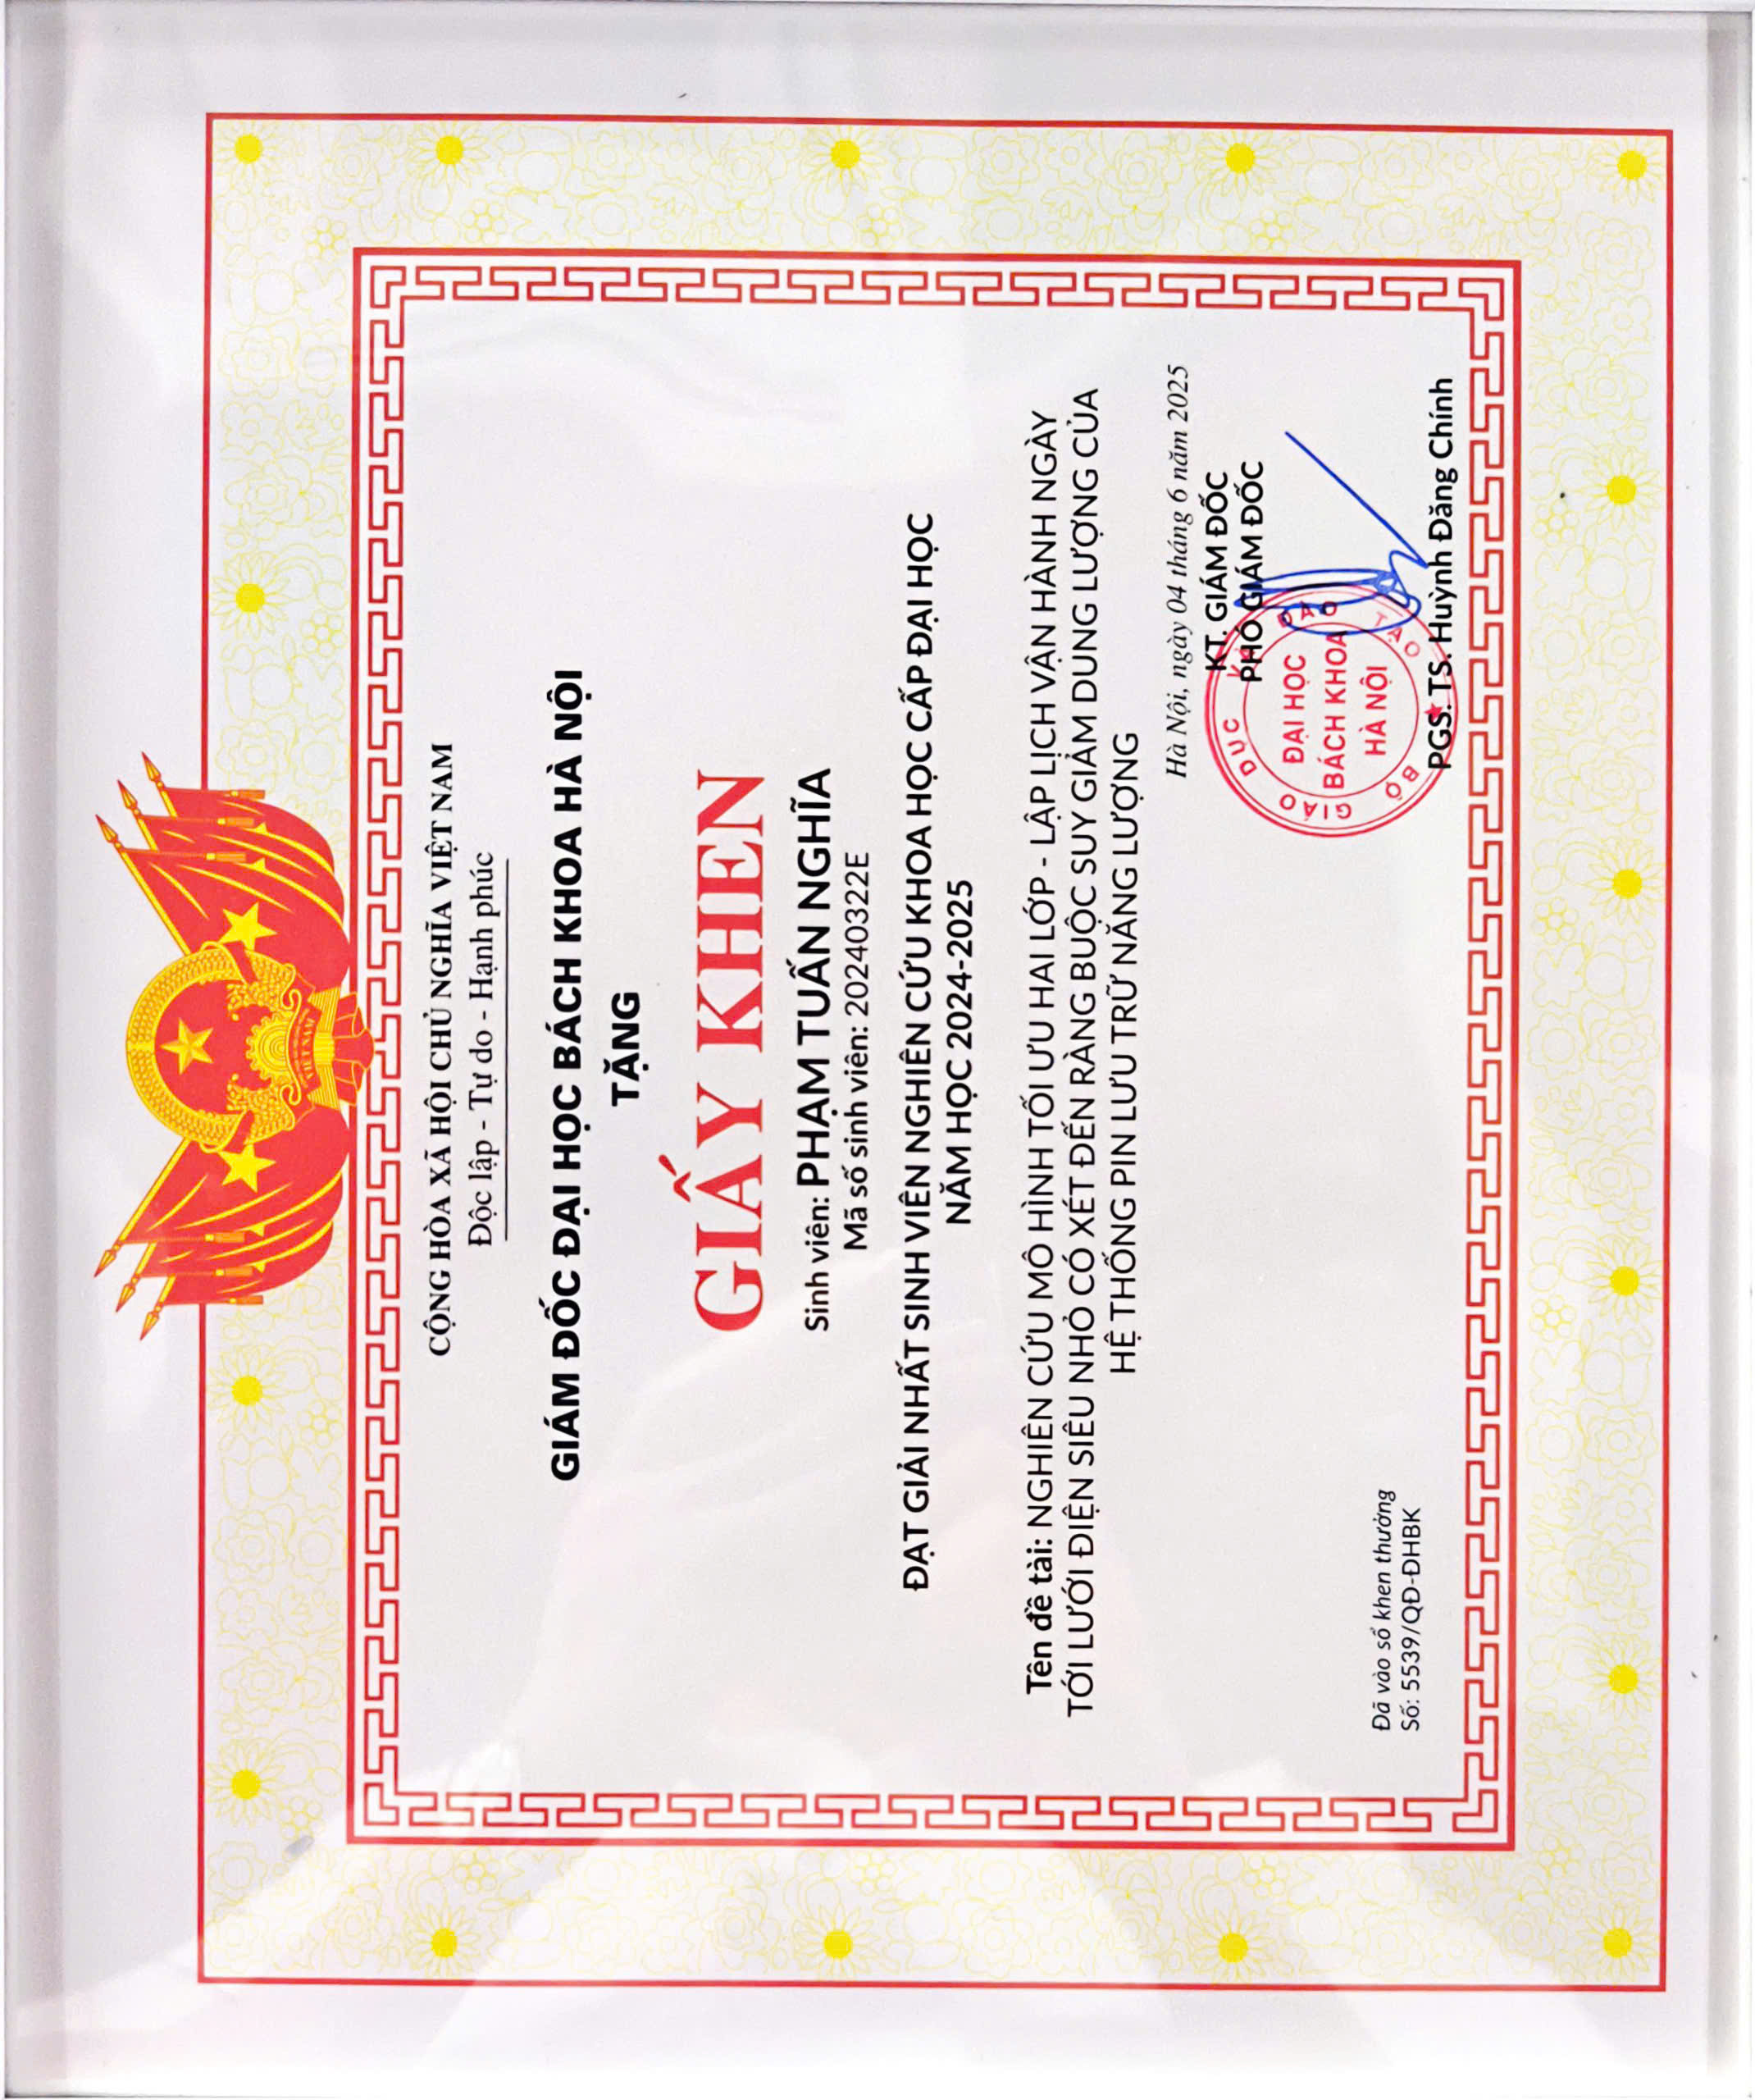 VIỆT NAM
CỘNG HÒA XÃ HỘI CHỦ NGHĨA VIỆT NAM
Độc lập - Tự do - Hạnh phúc
GIÁM ĐỐC ĐẠI HỌC BÁCH KHOA HÀ NỘI
TẶNG
GIẤY KHEN
Sinh viên: PHẠM TUẤN NGHĨA
Mã số sinh viên: 20240322E
ĐẠT GIẢI NHẤT SINH VIÊN NGHIÊN CỨU KHOA HỌC CẤP ĐẠI HỌC
NĂM HỌC 2024-2025
Tên đề tài: NGHIÊN CỨU MÔ HÌNH TỐI ƯU HAI LỚP - LẬP LỊCH VẬN HÀNH NGÀY
TỚI LƯỚI ĐIỆN SIÊU NHỎ CÓ XÉT ĐẾN RÀNG BUỘC SUY GIẢM DUNG LƯỢNG CỦA
HỆ THỐNG PIN LƯU TRỮ NĂNG LƯỢNG
Hà Nội, ngày 04 tháng 6 năm 2025
KT. GIÁM ĐỐC
PHÓ GIÁM ĐỐC
BỘ GIÁO DỤC VÀ ĐÀO TẠO
ĐẠI HỌC
BÁCH KHOA
HÀ NỘI
PGS. TS. Huỳnh Đăng Chính
Đã vào sổ khen thưởng
Số: 5539/QĐ-ĐHBK